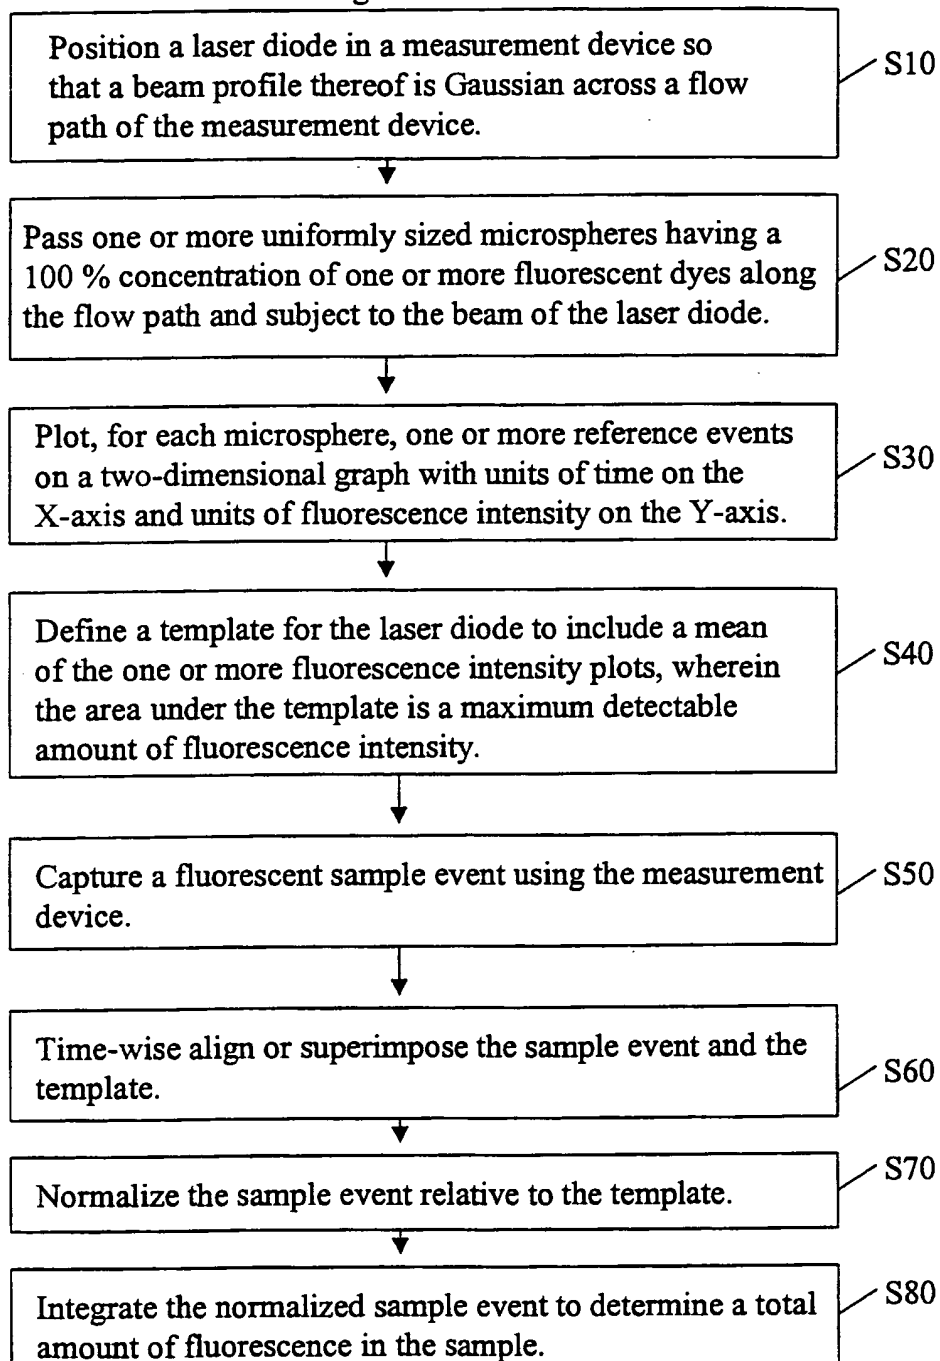 Position a laser diode in a measurement device so
that a beam profile thereof is Gaussian across a flow
path of the measurement device.
S10
Pass one or more uniformly sized microspheres having a
100 % concentration of one or more fluorescent dyes along
the flow path and subject to the beam of the laser diode.
S20
Plot, for each microsphere, one or more reference events
on a two-dimensional graph with units of time on the
X-axis and units of fluorescence intensity on the Y-axis.
S30
Define a template for the laser diode to include a mean
of the one or more fluorescence intensity plots, wherein
the area under the template is a maximum detectable
amount of fluorescence intensity.
S40
Capture a fluorescent sample event using the measurement
device.
S50
Time-wise align or superimpose the sample event and the
template.
S60
Normalize the sample event relative to the template.
S70
Integrate the normalized sample event to determine a total
amount of fluorescence in the sample.
S80